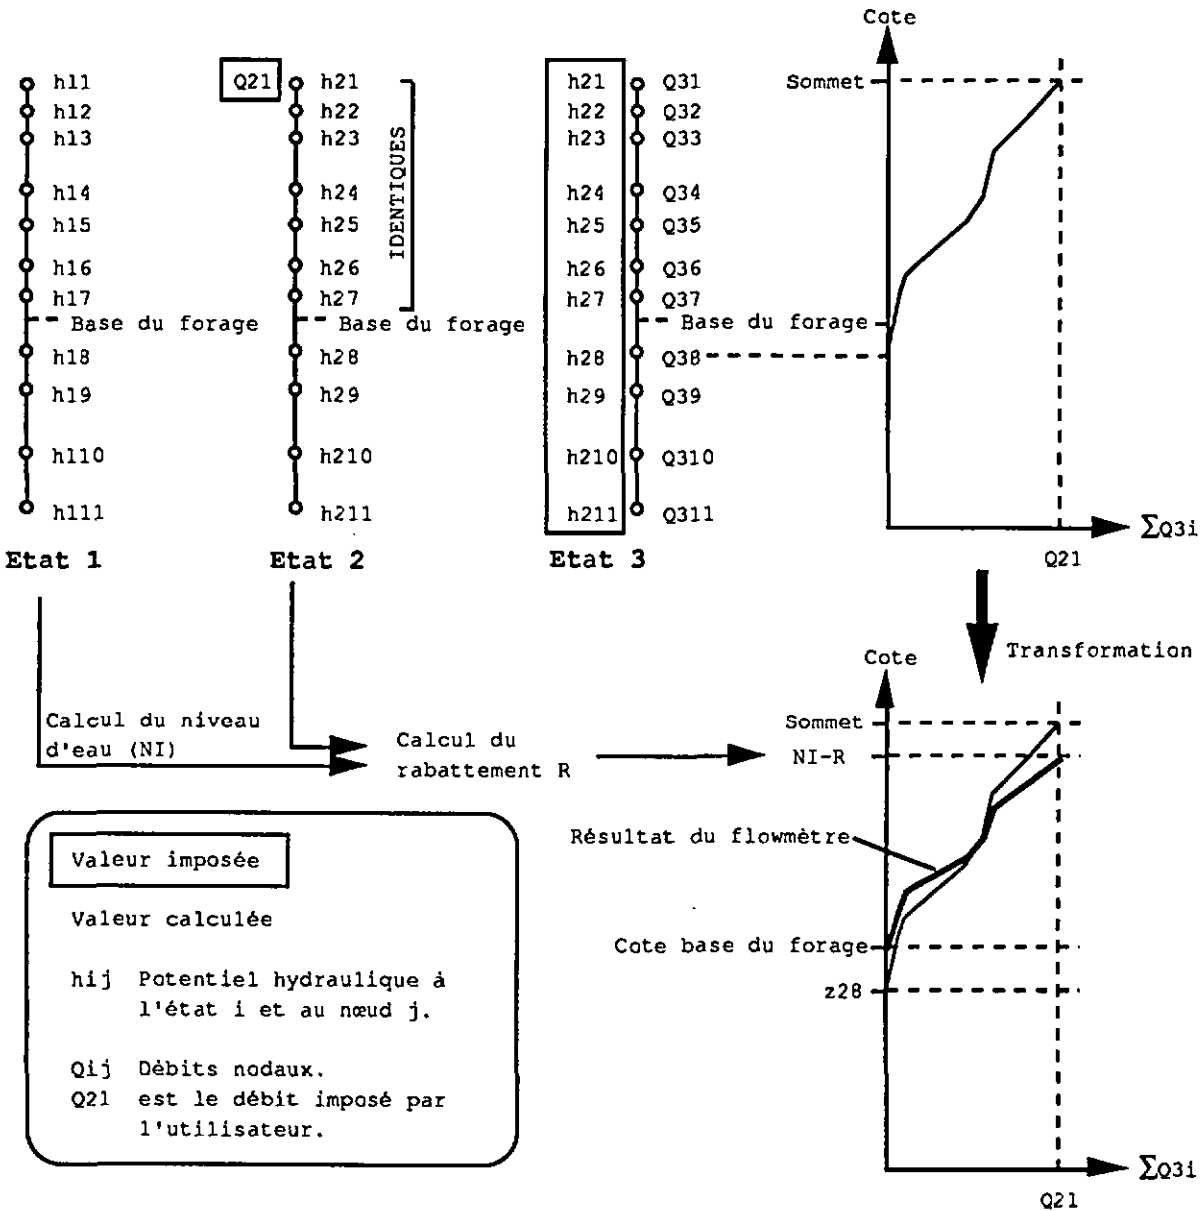 h11
h12
h13
h14
h15
h16
h17
Base du forage
h18
h19
h110
h111
Etat 1
Q21
h21
h22
h23
h24
h25
h26
h27
IDENTIQUES
Base du forage
h28
h29
h210
h211
Etat 2
h21 Q31
h22 Q32
h23 Q33
h24 Q34
h25 Q35
h26 Q36
h27 Q37
Base du forage
h28 Q38
h29 Q39
h210 Q310
h211 Q311
Etat 3
Cote
Sommet
ΣQ3i
Q21
Transformation
Calcul du niveau
d'eau (NI)
Calcul du
rabattement R
Cote
Sommet
NI-R
Résultat du flowmètre
Cote base du forage
z28
ΣQ3i
Q21
Valeur imposée
Valeur calculée
hij Potentiel hydraulique à
l'état i et au nœud j.
Qij Débits nodaux.
Q21 est le débit imposé par
l'utilisateur.